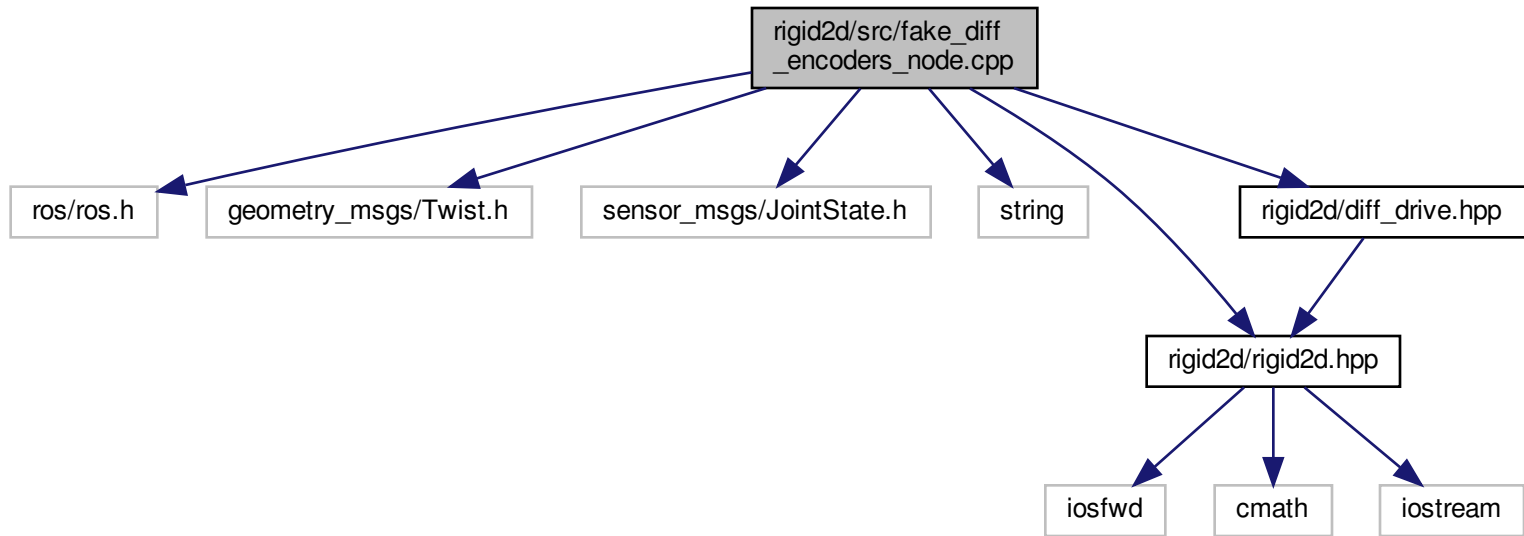 rigid2d/src/fake_diff
_encoders_node.cpp
ros/ros.h
geometry_msgs/Twist.h
sensor_msgs/JointState.h
string
rigid2d/diff_drive.hpp
rigid2d/rigid2d.hpp
iosfwd
cmath
iostream